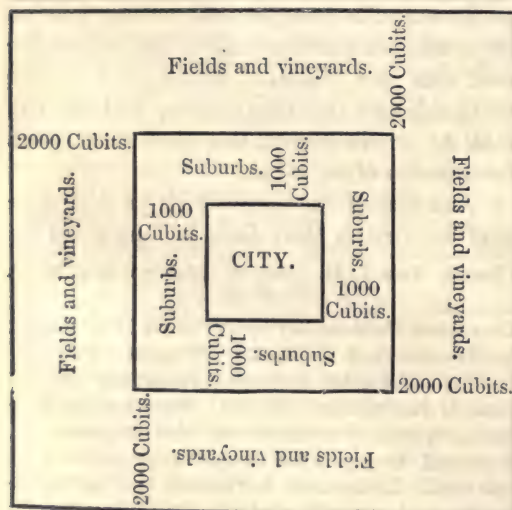 Fields and vineyards.
2000 Cubits.
2000 Cubits.
Suburbs.
1000
Cubits.
Fields and vineyards.
1000
Cubits.
Suburbs.
CITY.
Suburbs.
1000
Cubits.
Fields and vineyards.
1000
Cubits.
Suburbs.
2000 Cubits.
2000 Cubits.
Fields and vineyards.